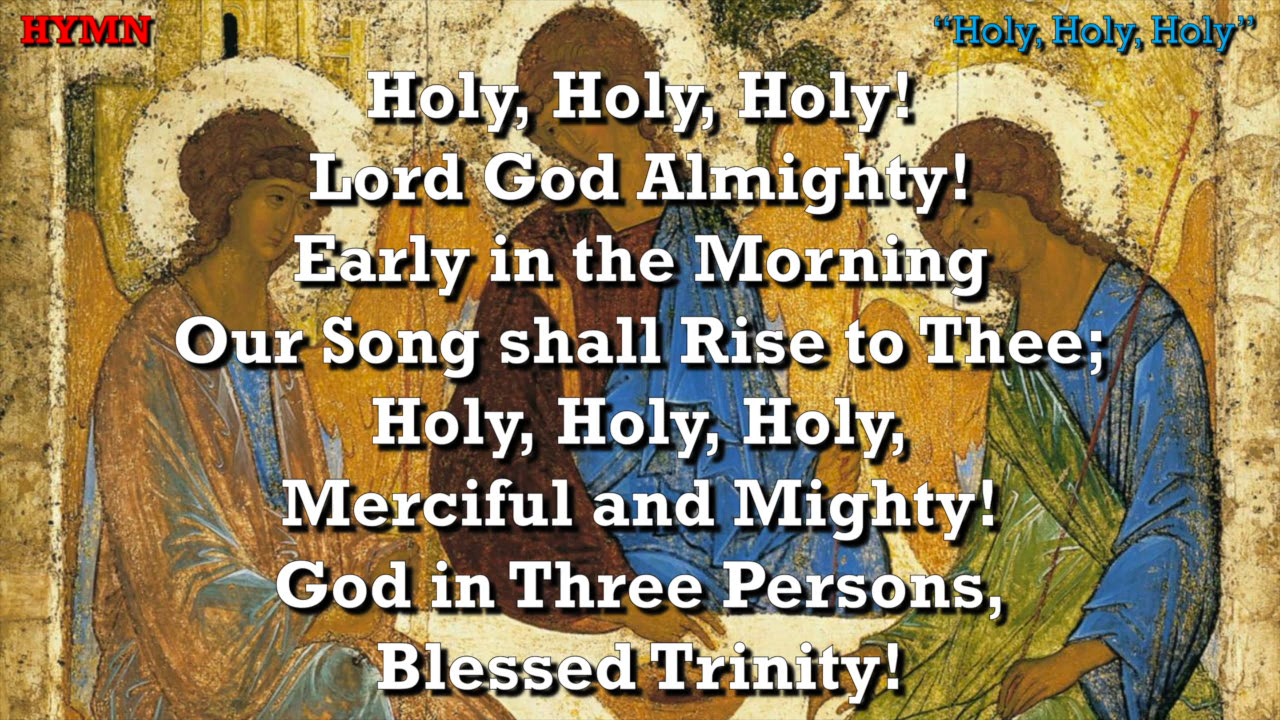 HYMN
“Holy, Holy, Holy”
Holy, Holy, Holy!
Lord God Almighty!
Early in the Morning
Our Song shall Rise to Thee;
Holy, Holy, Holy,
Merciful and Mighty!
God in Three Persons,
Blessed Trinity!